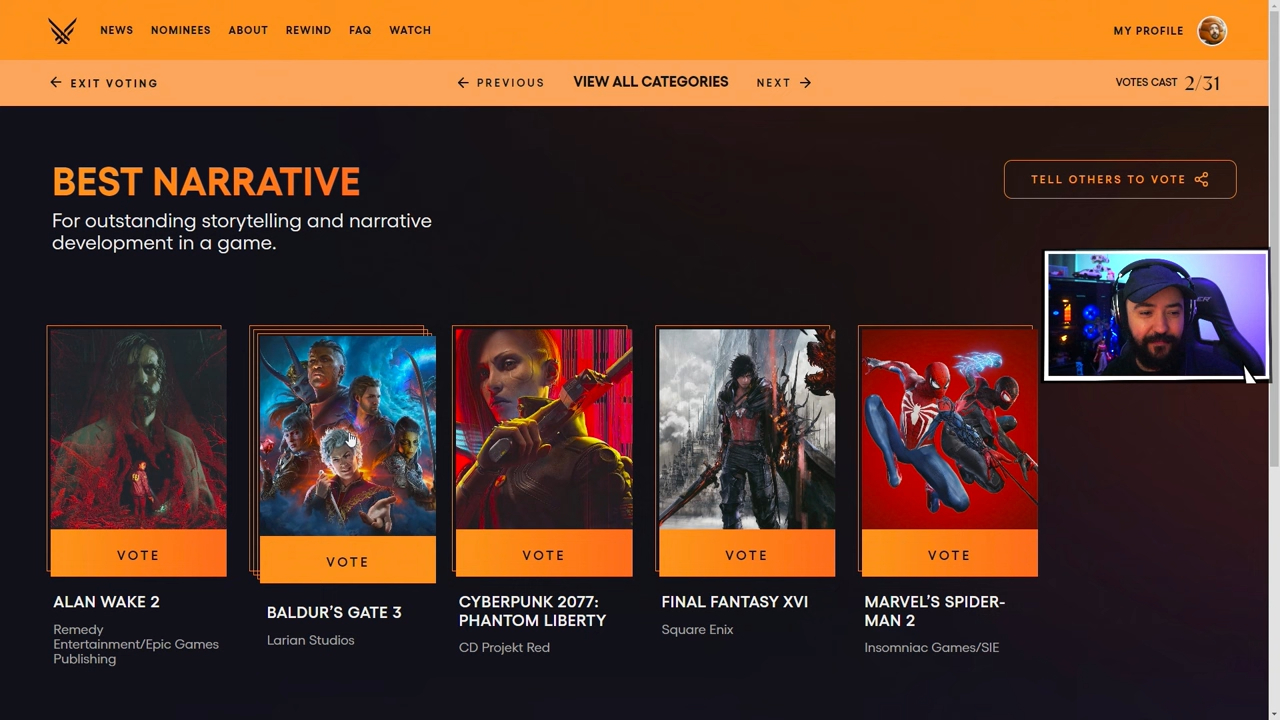 NEWS NOMINEES ABOUT REWIND FAQ WATCH MY PROFILE
EXIT VOTING PREVIOUS VIEW ALL CATEGORIES NEXT VOTES CAST 2/31
BEST NARRATIVE
For outstanding storytelling and narrative
development in a game.
TELL OTHERS TO VOTE
VOTE
ALAN WAKE 2
Remedy
Entertainment/Epic Games
Publishing
VOTE
BALDUR'S GATE 3
Larian Studios
VOTE
CYBERPUNK 2077:
PHANTOM LIBERTY
CD Projekt Red
VOTE
FINAL FANTASY XVI
Square Enix
VOTE
MARVEL'S SPIDER-
MAN 2
Insomniac Games/SIE